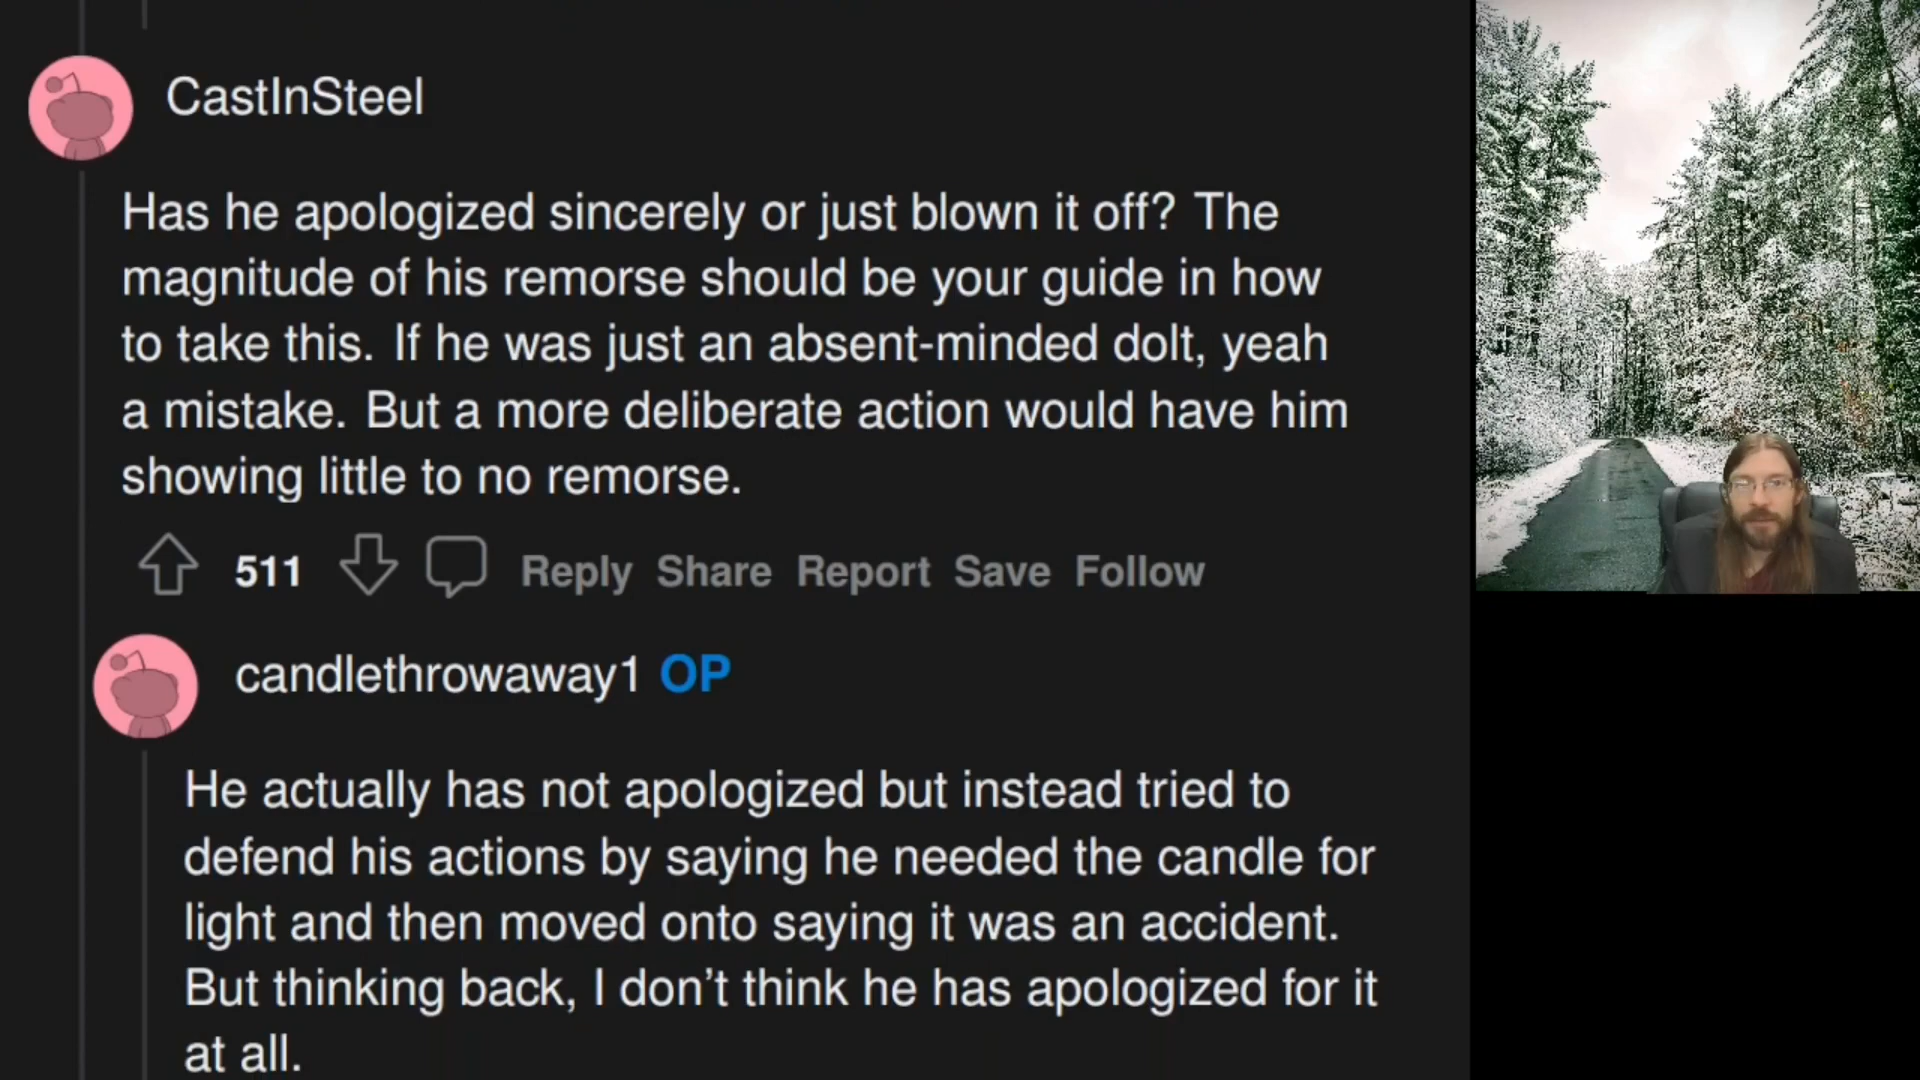 CastInSteel
Has he apologized sincerely or just blown it off? The
magnitude of his remorse should be your guide in how
to take this. If he was just an absent-minded dolt, yeah
a mistake. But a more deliberate action would have him
showing little to no remorse.
511 Reply Share Report Save Follow
candlethrowaway1 OP
He actually has not apologized but instead tried to
defend his actions by saying he needed the candle for
light and then moved onto saying it was an accident.
But thinking back, I don’t think he has apologized for it
at all.